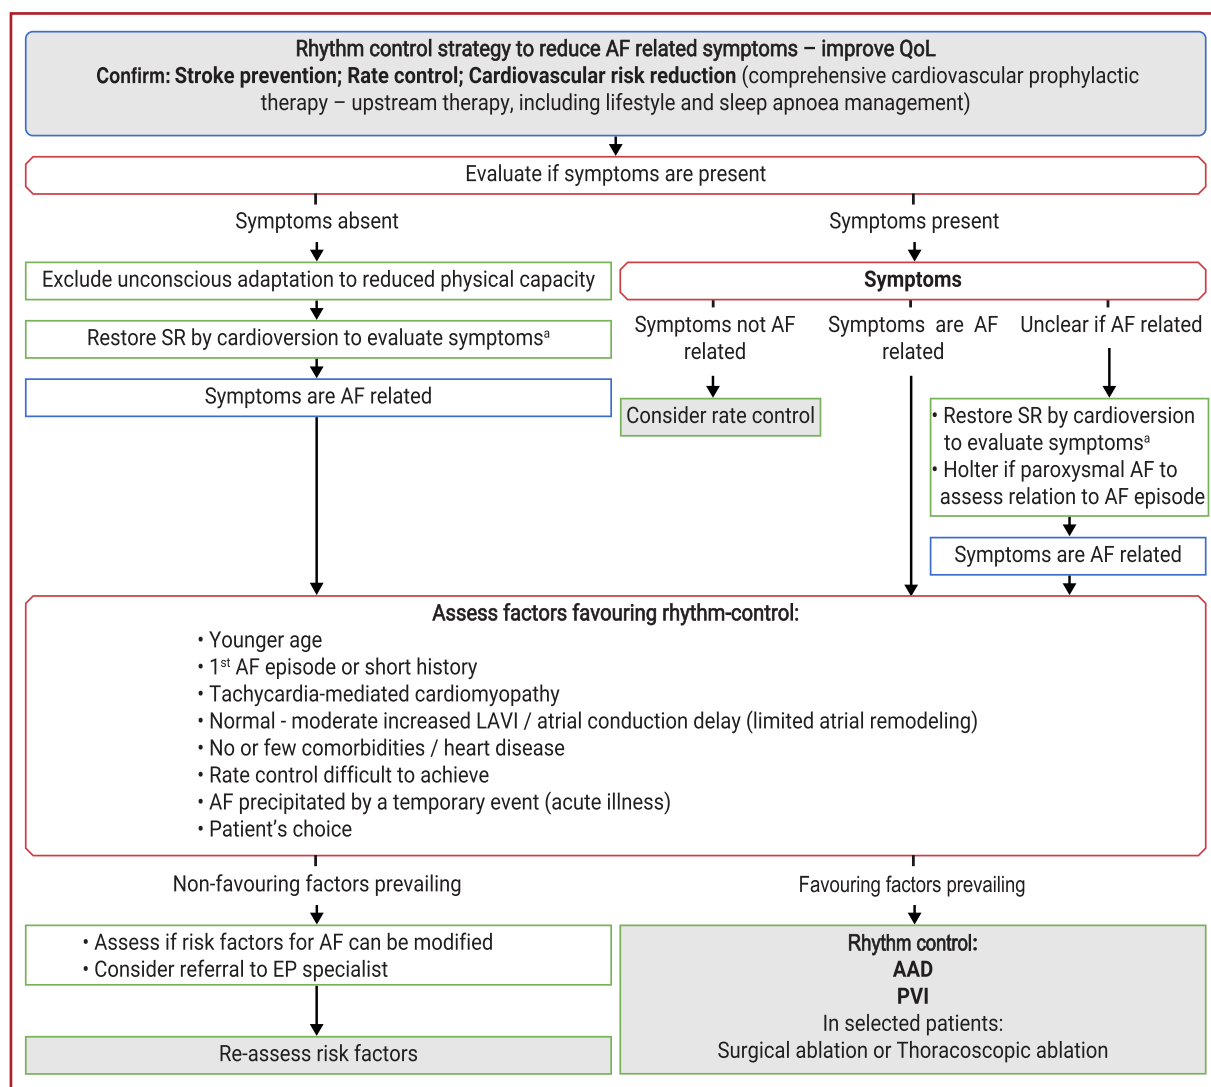 Rhythm control strategy to reduce AF related symptoms – improve QoL
Confirm: Stroke prevention; Rate control; Cardiovascular risk reduction (comprehensive cardiovascular prophylactic
therapy – upstream therapy, including lifestyle and sleep apnoea management)
Evaluate if symptoms are present
Symptoms absent
Exclude unconscious adaptation to reduced physical capacity
Restore SR by cardioversion to evaluate symptomsᵃ
Symptoms are AF related
Symptoms present
Symptoms
Symptoms not AF
related
Consider rate control
Symptoms are AF
related
Unclear if AF related
• Restore SR by cardioversion
to evaluate symptomsᵃ
• Holter if paroxysmal AF to
assess relation to AF episode
Symptoms are AF related
Assess factors favouring rhythm-control:
• Younger age
• 1ˢᵗ AF episode or short history
• Tachycardia-mediated cardiomyopathy
• Normal - moderate increased LAVI / atrial conduction delay (limited atrial remodeling)
• No or few comorbidities / heart disease
• Rate control difficult to achieve
• AF precipitated by a temporary event (acute illness)
• Patient’s choice
Non-favouring factors prevailing
• Assess if risk factors for AF can be modified
• Consider referral to EP specialist
Re-assess risk factors
Favouring factors prevailing
Rhythm control:
AAD
PVI
In selected patients:
Surgical ablation or Thoracoscopic ablation